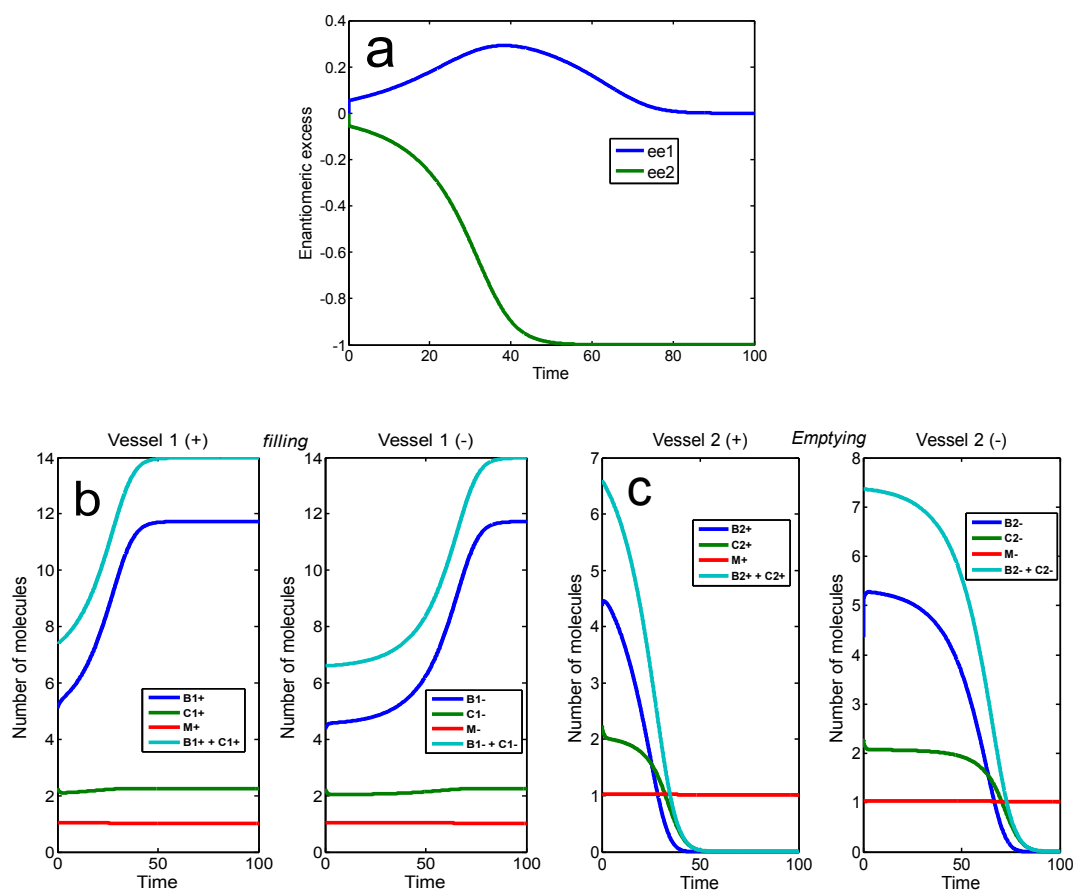 a
Enantiomeric excess
0.4
0.2
0
-0.2
-0.4
-0.6
-0.8
-1
ee1
ee2
0 20 40 60 80 100
Time
Vessel 1 (+) filling Vessel 1 (-)
b
Number of molecules
14
12
10
8
6
4
2
0
B1+
C1+
M+
B1+ + C1+
0 50 100
Time
Number of molecules
14
12
10
8
6
4
2
0
B1-
C1-
M-
B1- + C1-
0 50 100
Time
Vessel 2 (+) Emptying Vessel 2 (-)
c
Number of molecules
7
6
5
4
3
2
1
0
B2+
C2+
M+
B2+ + C2+
0 50 100
Time
Number of molecules
8
7
6
5
4
3
2
1
0
B2-
C2-
M-
B2- + C2-
0 50 100
Time